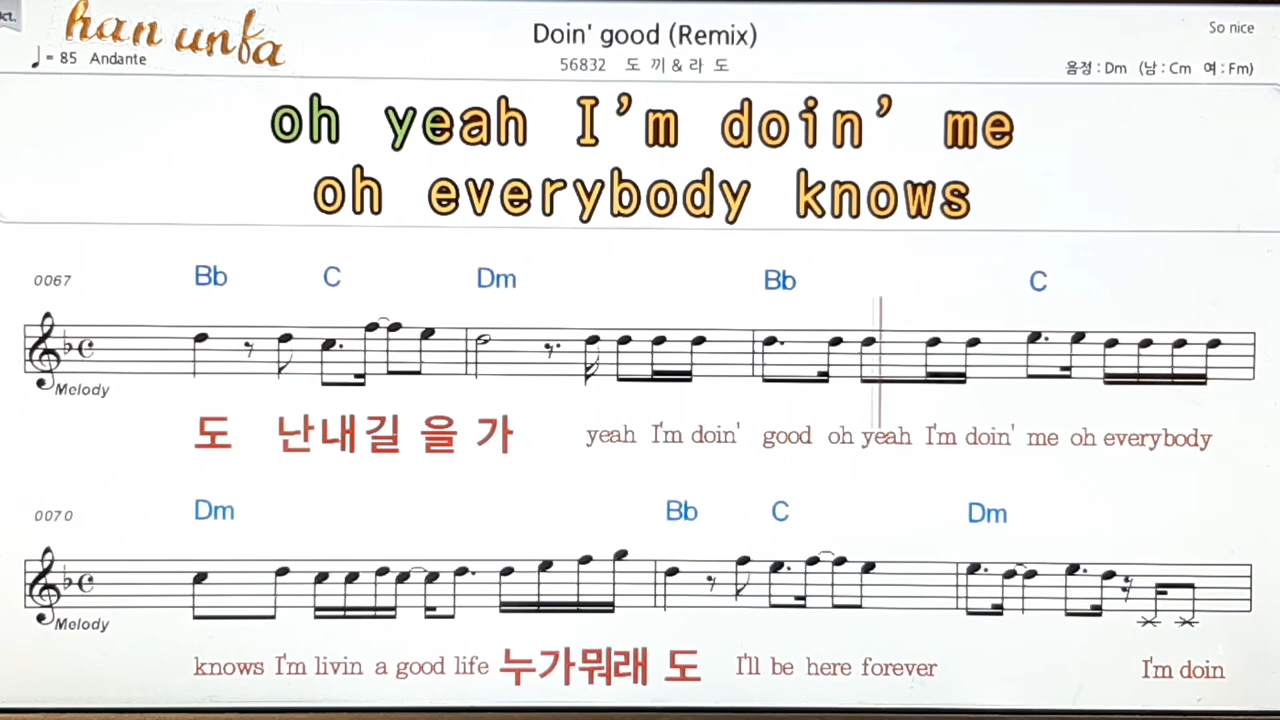 ct.
han unfa
Doin' good (Remix)
So nice
♩= 85 Andante
56832 도 끼 & 라 도
음정 : Dm (남 : Cm 여 : Fm)
oh yeah I'm doin' me
oh everybody knows
0067 Bb C Dm Bb C
Melody
도 난내길 을 가 yeah I'm doin' good oh yeah I'm doin' me oh everybody
0070 Dm Bb C Dm
Melody
knows I'm livin a good life 누가뭐래 도 I'll be here forever I'm doin